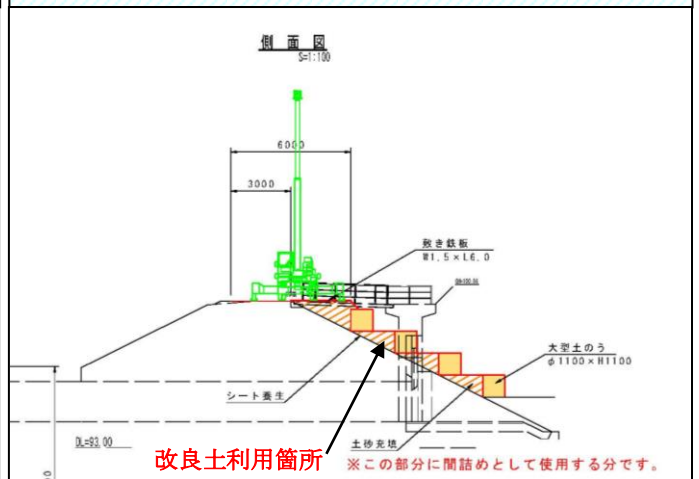 側面図
S=1:100
6000
3000
敷き鉄板
W1.5×L6.0
大型土のう
φ1100×H1100
シート養生
DL=93.00
土砂充填
改良土利用箇所
※この部分に間詰めとして使用する分です。